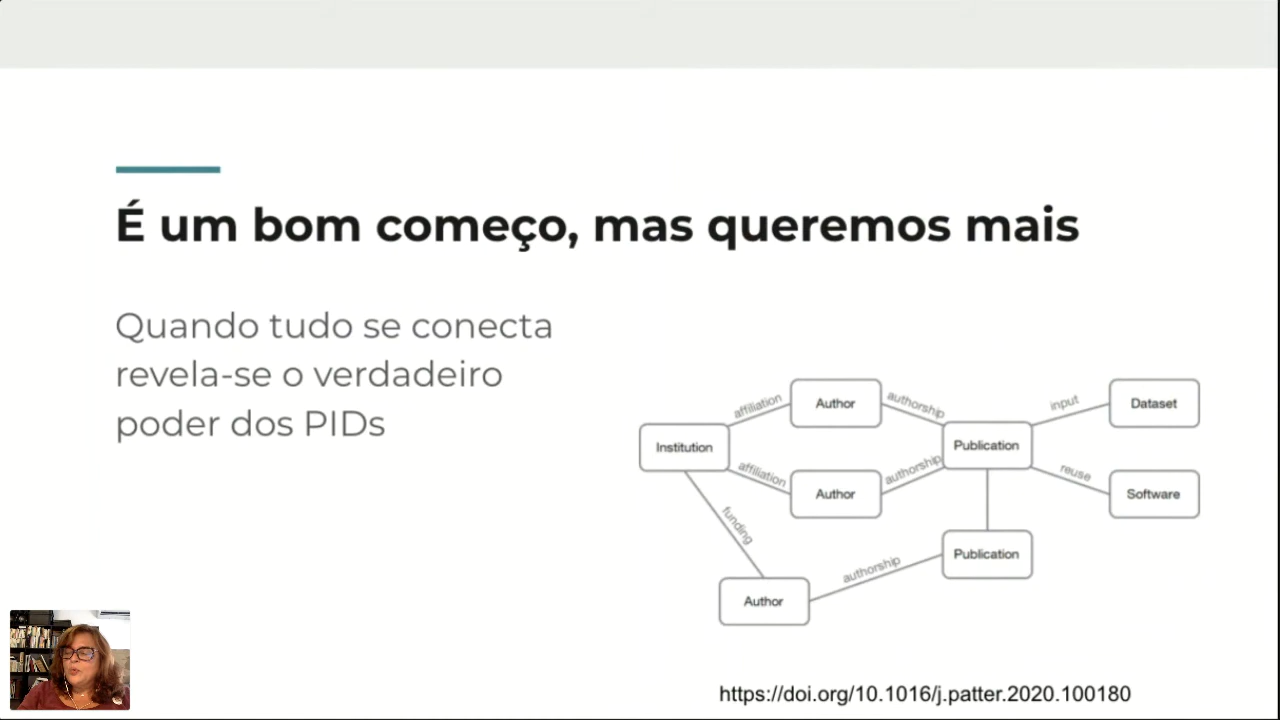 É um bom começo, mas queremos mais
Quando tudo se conecta
revela-se o verdadeiro
poder dos PIDs
Institution
affiliation
Author
authorship
Publication
input
Dataset
affiliation
Author
authorship
reuse
Software
funding
Author
authorship
Publication
https://doi.org/10.1016/j.patter.2020.100180